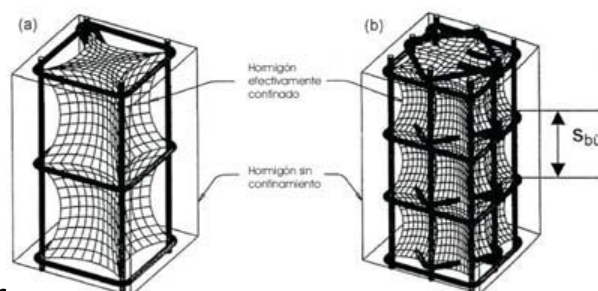 (a)
(b)
Hormigón
efectivamente
confinado
Hormigón sin
confinamiento